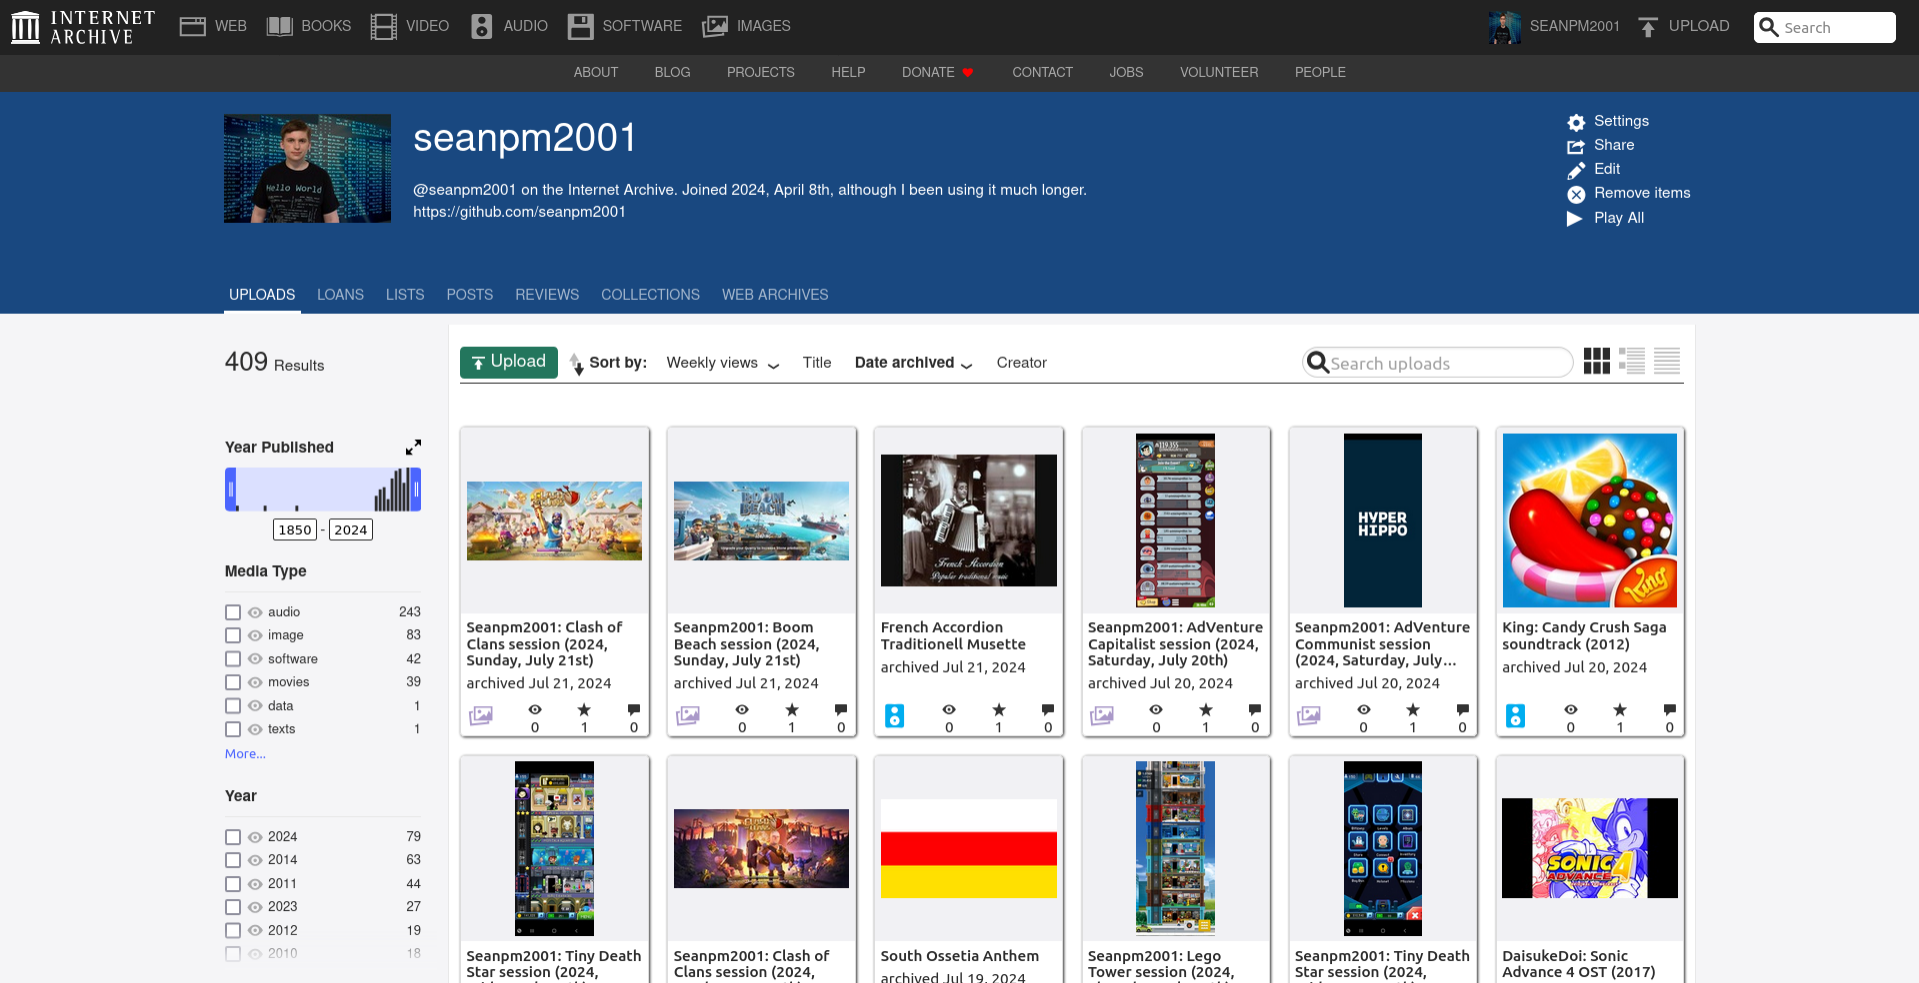 INTERNET ARCHIVE
WEB BOOKS VIDEO AUDIO SOFTWARE IMAGES
SEANPM2001 UPLOAD Search
ABOUT BLOG PROJECTS HELP DONATE CONTACT JOBS VOLUNTEER PEOPLE
Hello World
seanpm2001
@seanpm2001 on the Internet Archive. Joined 2024, April 8th, although I been using it much longer.
https://github.com/seanpm2001
Settings
Share
Edit
Remove items
Play All
UPLOADS LOANS LISTS POSTS REVIEWS COLLECTIONS WEB ARCHIVES
409 Results
Year Published
1850 - 2024
Media Type
audio 243
image 83
software 42
movies 39
data 1
texts 1
More...
Year
2024 79
2014 63
2011 44
2023 27
2012 19
2010 18
Upload Sort by: Weekly views Title Date archived Creator
Search uploads
Seanpm2001: Clash of
Clans session (2024,
Sunday, July 21st)
archived Jul 21, 2024
0 1 0
BOOM BEACH
Seanpm2001: Boom
Beach session (2024,
Sunday, July 21st)
archived Jul 21, 2024
0 1 0
French Accordion
Popular traditional music
French Accordion
Traditionell Musette
archived Jul 21, 2024
0 1 0
Seanpm2001: AdVenture
Capitalist session (2024,
Saturday, July 20th)
archived Jul 20, 2024
0 1 0
HYPER
HIPPO
Seanpm2001: AdVenture
Communist session
(2024, Saturday, July...
archived Jul 20, 2024
0 1 0
King
King: Candy Crush Saga
soundtrack (2012)
archived Jul 20, 2024
0 1 0
Seanpm2001: Tiny Death
Star session (2024,
Seanpm2001: Clash of
Clans session (2024,
South Ossetia Anthem
archived Jul 19, 2024
Seanpm2001: Lego
Tower session (2024,
Seanpm2001: Tiny Death
Star session (2024,
SONIC
ADVANCE 4
DaisukeDoi: Sonic
Advance 4 OST (2017)